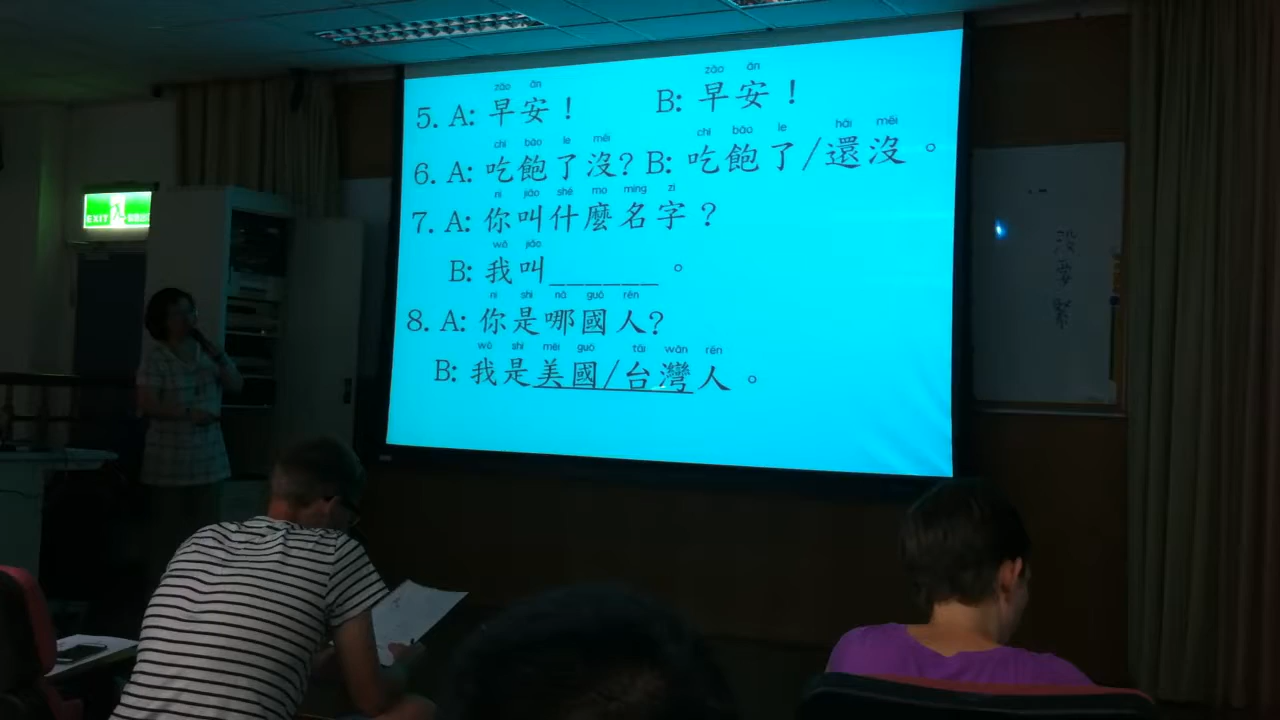 zǎo ān zǎo ān
5. A: 早安！ B: 早安！
chī bǎo le méi chī bǎo le hái méi
6. A: 吃飽了沒? B: 吃飽了/還沒。
nǐ jiào shé mo míng zì
7. A: 你叫什麼名字？
wǒ jiào
B: 我叫______。
nǐ shì nǎ guó rén
8. A: 你是哪國人?
wǒ shì měi guó tái wān rén
B: 我是美國/台灣人。
EXIT
沒要緊